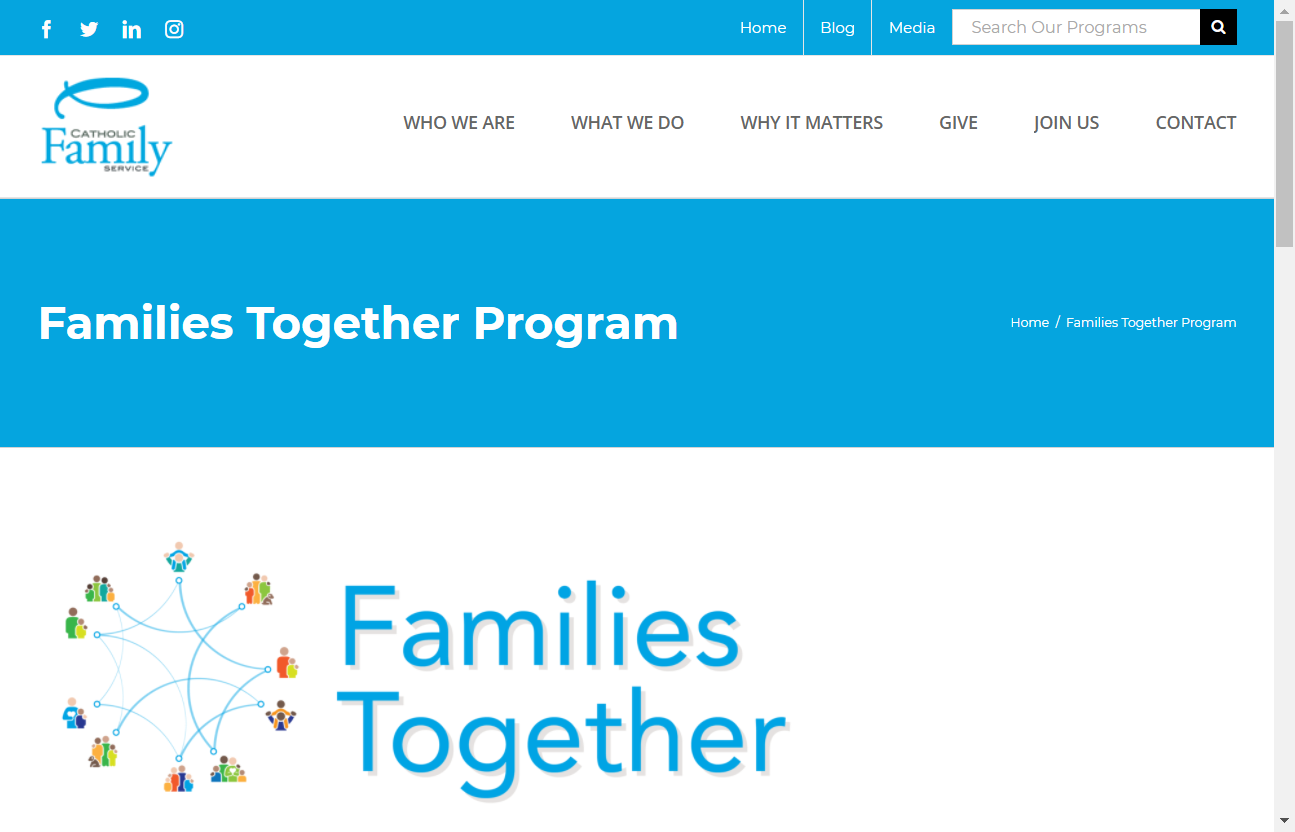 Home
Blog
Media
Search Our Programs
CATHOLIC
Family
SERVICE
WHO WE ARE
WHAT WE DO
WHY IT MATTERS
GIVE
JOIN US
CONTACT
Families Together Program
Home / Families Together Program
Families
Together